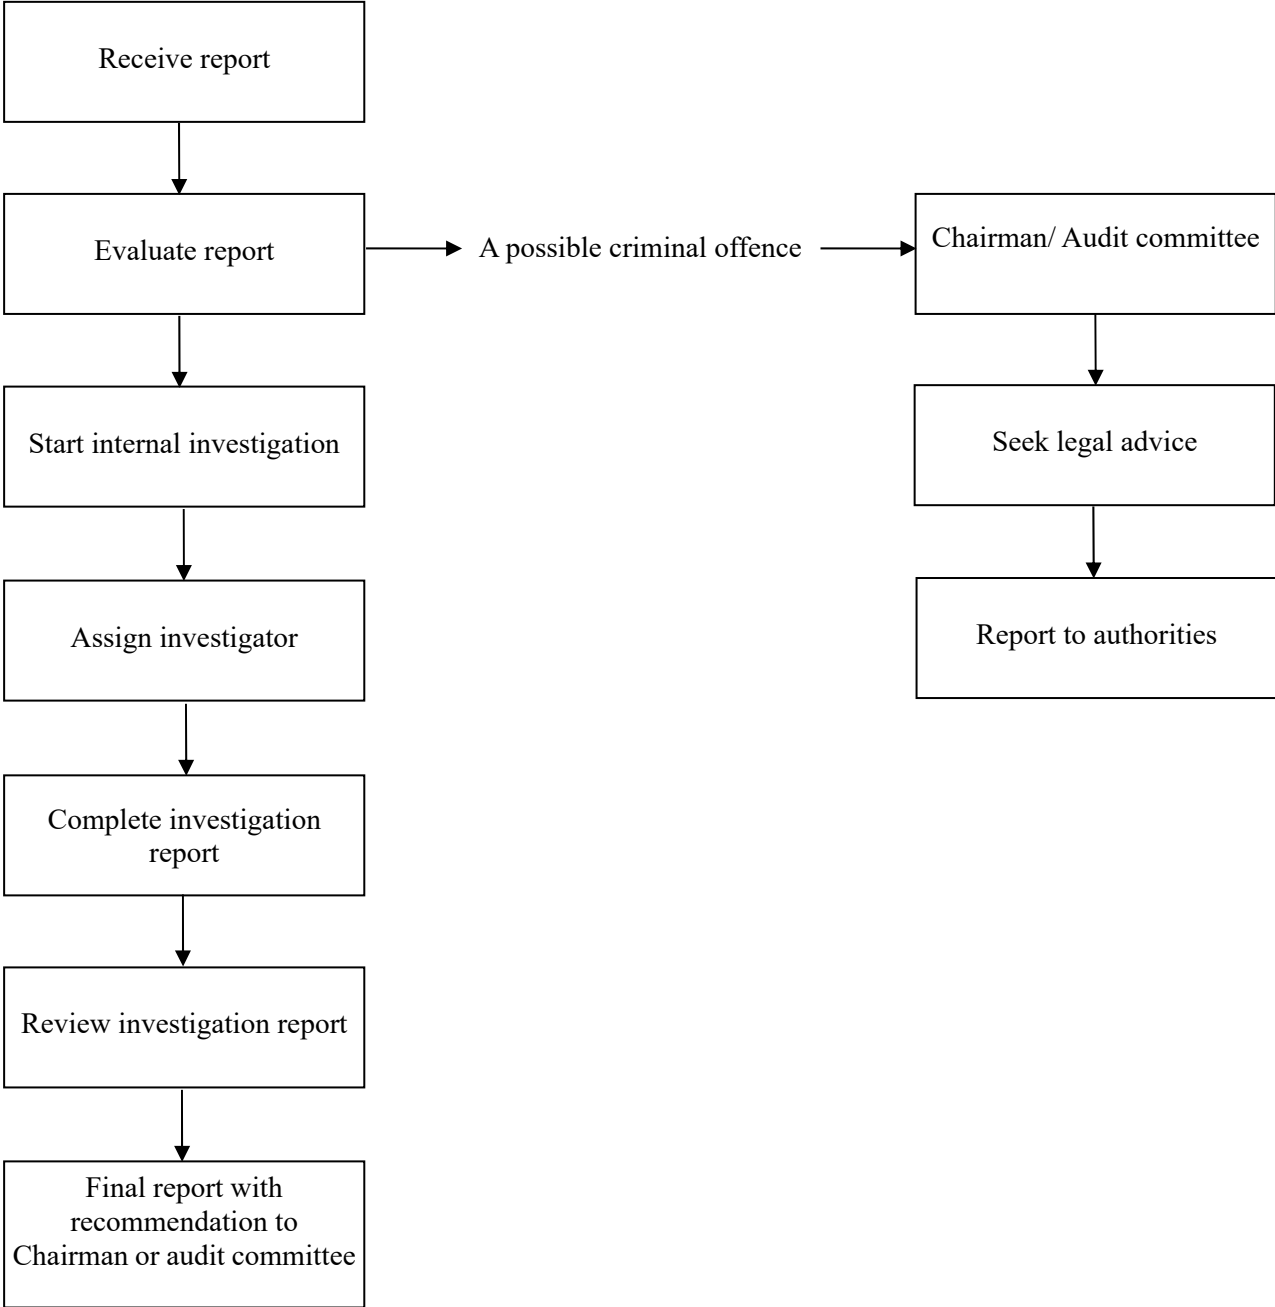 Receive report
Evaluate report
A possible criminal offence
Chairman/ Audit committee
Start internal investigation
Seek legal advice
Assign investigator
Report to authorities
Complete investigation
report
Review investigation report
Final report with
recommendation to
Chairman or audit committee